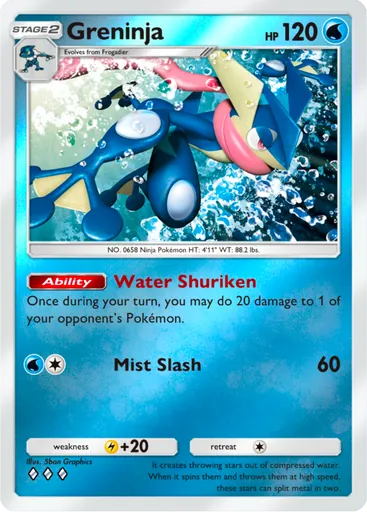 STAGE2 Greninja HP 120
Evolves from Frogadier
NO. 0658 Ninja Pokémon HT: 4'11" WT: 88.2 lbs.
Ability Water Shuriken
Once during your turn, you may do 20 damage to 1 of
your opponent's Pokémon.
Mist Slash 60
weakness +20 retreat
Illus. 5ban Graphics
It creates throwing stars out of compressed water.
When it spins them and throws them at high speed,
these stars can split metal in two.